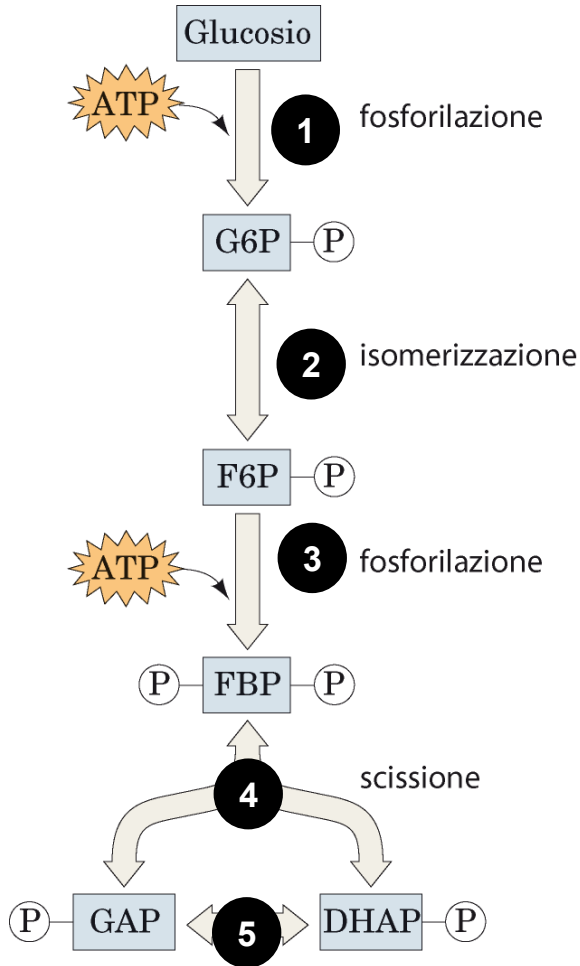 Glucosio
ATP
1 fosforilazione
G6P P
2 isomerizzazione
F6P P
ATP
3 fosforilazione
P FBP P
4 scissione
P GAP 5 DHAP P